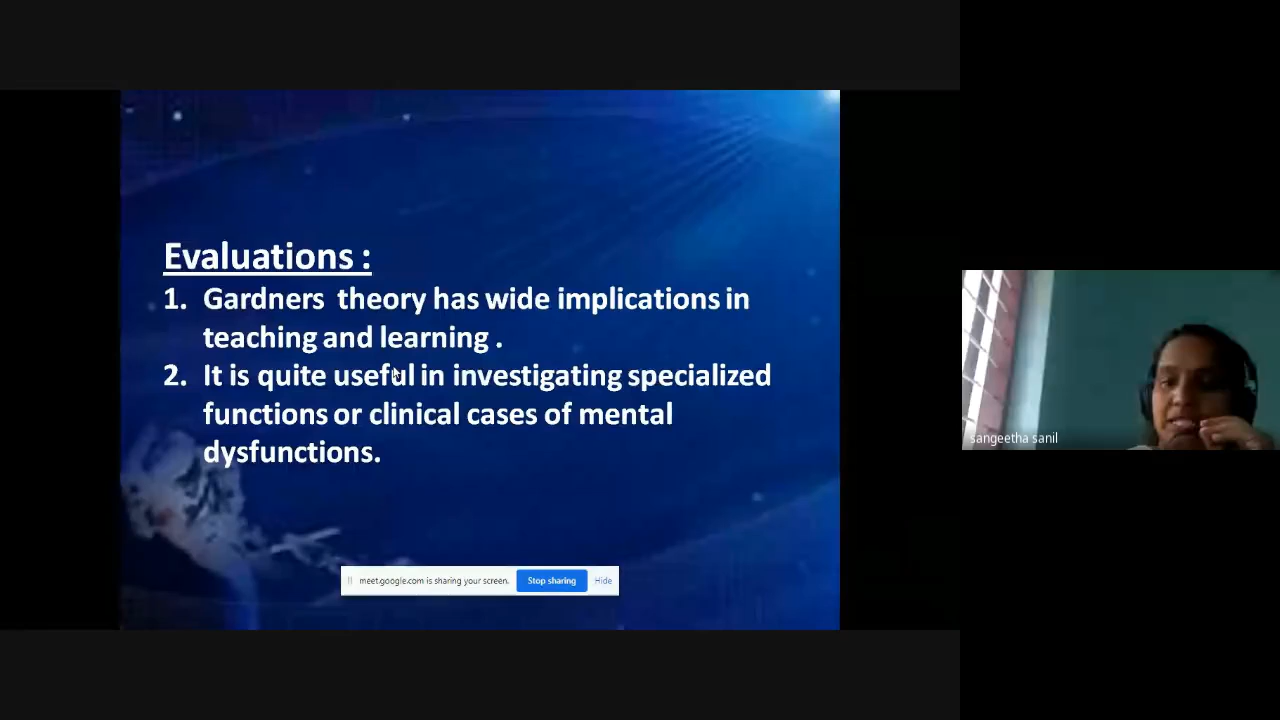 Evaluations :
1. Gardners theory has wide implications in
teaching and learning .
2. It is quite useful in investigating specialized
functions or clinical cases of mental
dysfunctions.
meet.google.com is sharing your screen. Stop sharing Hide
sangeetha sanil